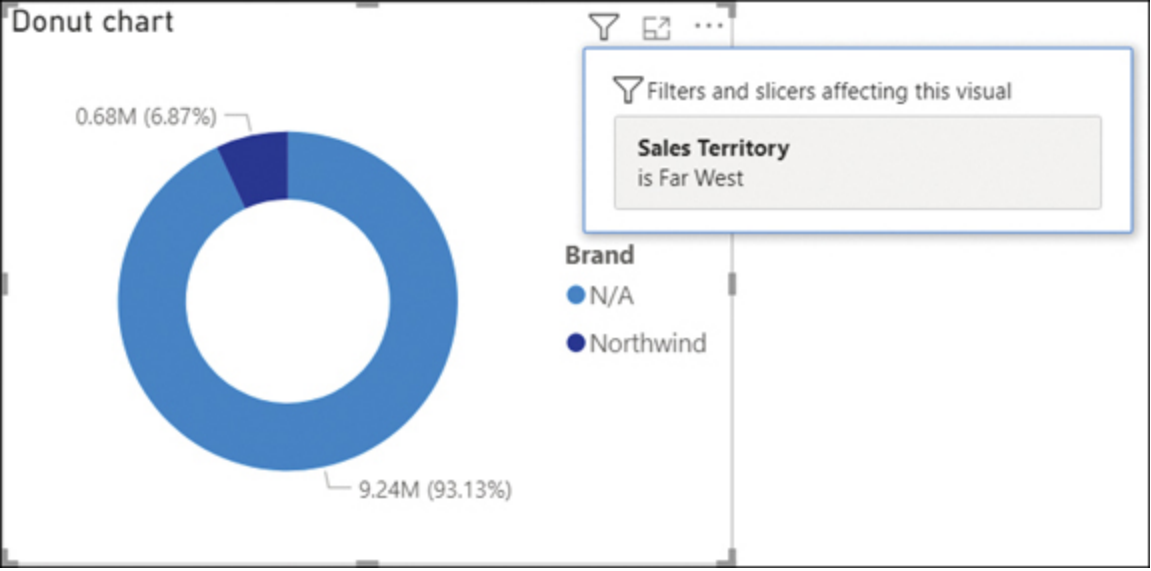 Donut chart
Filters and slicers affecting this visual
Sales Territory
is Far West
0.68M (6.87%)
Brand
N/A
Northwind
9.24M (93.13%)